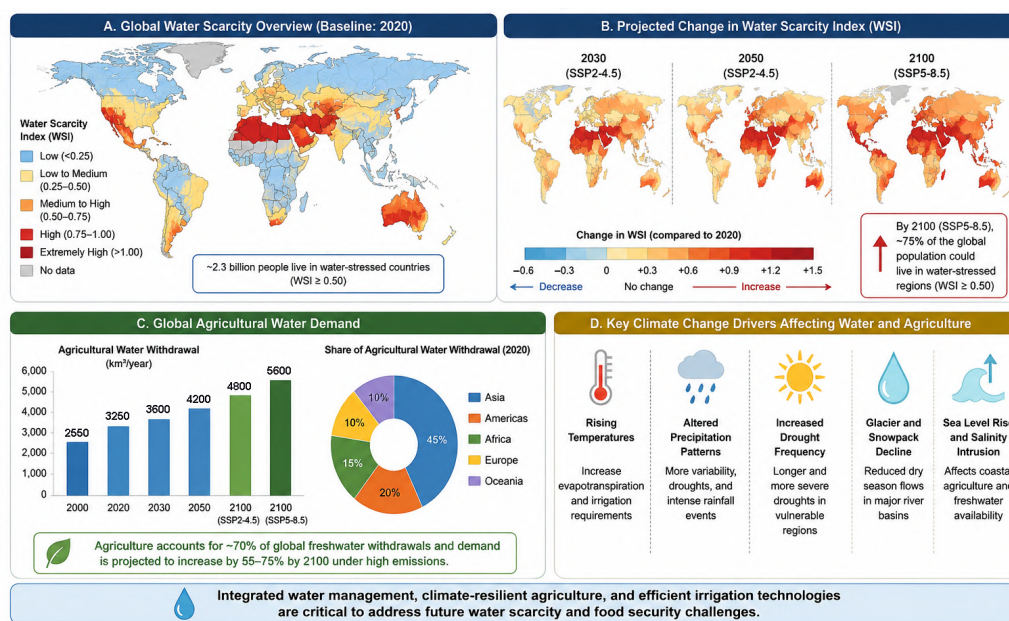 A. Global Water Scarcity Overview (Baseline: 2020)
Water Scarcity
Index (WSI)
Low (<0.25)
Low to Medium
(0.25–0.50)
Medium to High
(0.50–0.75)
High (0.75–1.00)
Extremely High (>1.00)
No data
~2.3 billion people live in water-stressed countries
(WSI ≥ 0.50)
B. Projected Change in Water Scarcity Index (WSI)
2030
(SSP2-4.5)
2050
(SSP2-4.5)
2100
(SSP5-8.5)
Change in WSI (compared to 2020)
−0.6 −0.3 0 +0.3 +0.6 +0.9 +1.2 +1.5
Decrease No change Increase
By 2100 (SSP5-8.5),
~75% of the global
population could
live in water-stressed
regions (WSI ≥ 0.50)
C. Global Agricultural Water Demand
Agricultural Water Withdrawal
(km³/year)
6,000
5,000
4,000
3,000
2,000
1,000
0
2550
3250
3600
4200
4800
5600
2000 2020 2030 2050 2100 2100
(SSP2-4.5) (SSP5-8.5)
Share of Agricultural Water Withdrawal (2020)
45%
20%
15%
10%
10%
Asia
Americas
Africa
Europe
Oceania
Agriculture accounts for ~70% of global freshwater withdrawals and demand
is projected to increase by 55–75% by 2100 under high emissions.
D. Key Climate Change Drivers Affecting Water and Agriculture
Rising
Temperatures
Increase
evapotranspiration
and irrigation
requirements
Altered
Precipitation
Patterns
More variability,
droughts, and
intense rainfall
events
Increased
Drought
Frequency
Longer and
more severe
droughts in
vulnerable
regions
Glacier and
Snowpack
Decline
Reduced dry
season flows
in major river
basins
Sea Level Rise
and Salinity
Intrusion
Affects coasta
agriculture and
freshwater
availability
Integrated water management, climate-resilient agriculture, and efficient irrigation technologies
are critical to address future water scarcity and food security challenges.